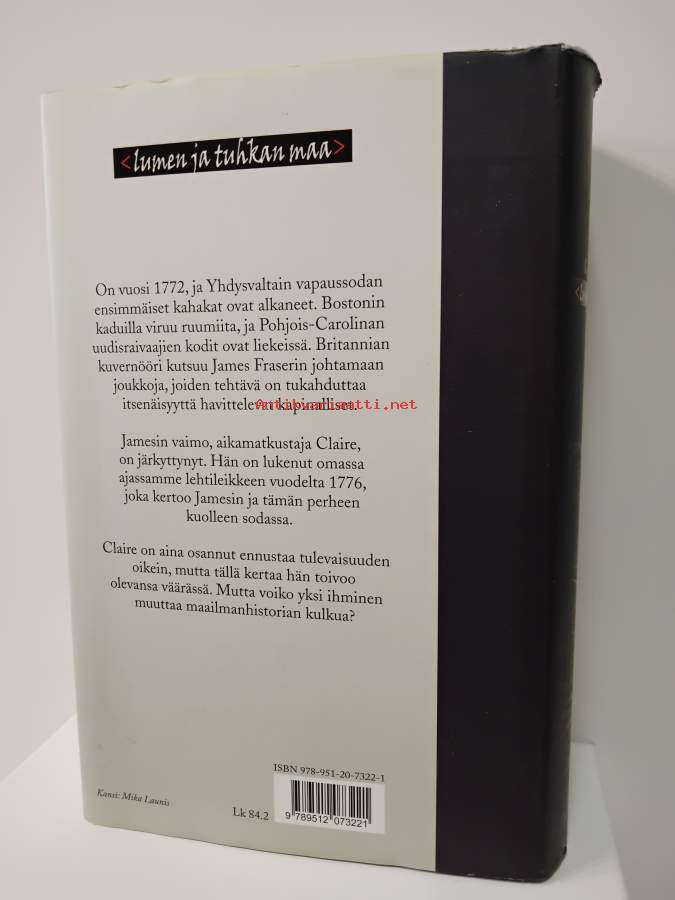 <lumen ja tuhkan maa>
On vuosi 1772, ja Yhdysvaltain vapaussodan
ensimmäiset kahakat ovat alkaneet. Bostonin
kaduilla viruu ruumiita, ja Pohjois-Carolinan
uudisraivaajien kodit ovat liekeissä. Britannian
kuvernööri kutsuu James Fraserin johtamaan
joukkoja, joiden tehtävä on tukahduttaa
itsenäisyyttä havittelevat kapinalliset.
Antikvariaatti.net
Jamesin vaimo, aikamatkustaja Claire,
on järkyttynyt. Hän on lukenut omassa
ajassamme lehtileikkeen vuodelta 1776,
joka kertoo Jamesin ja tämän perheen
kuolleen sodassa.
Claire on aina osannut ennustaa tulevaisuuden
oikein, mutta tällä kertaa hän toivoo
olevansa väärässä. Mutta voiko yksi ihminen
muuttaa maailmanhistorian kulkua?
ISBN 978-951-20-7322-1
Kansi: Mika Launis
Lk 84.2
9 789512 073221